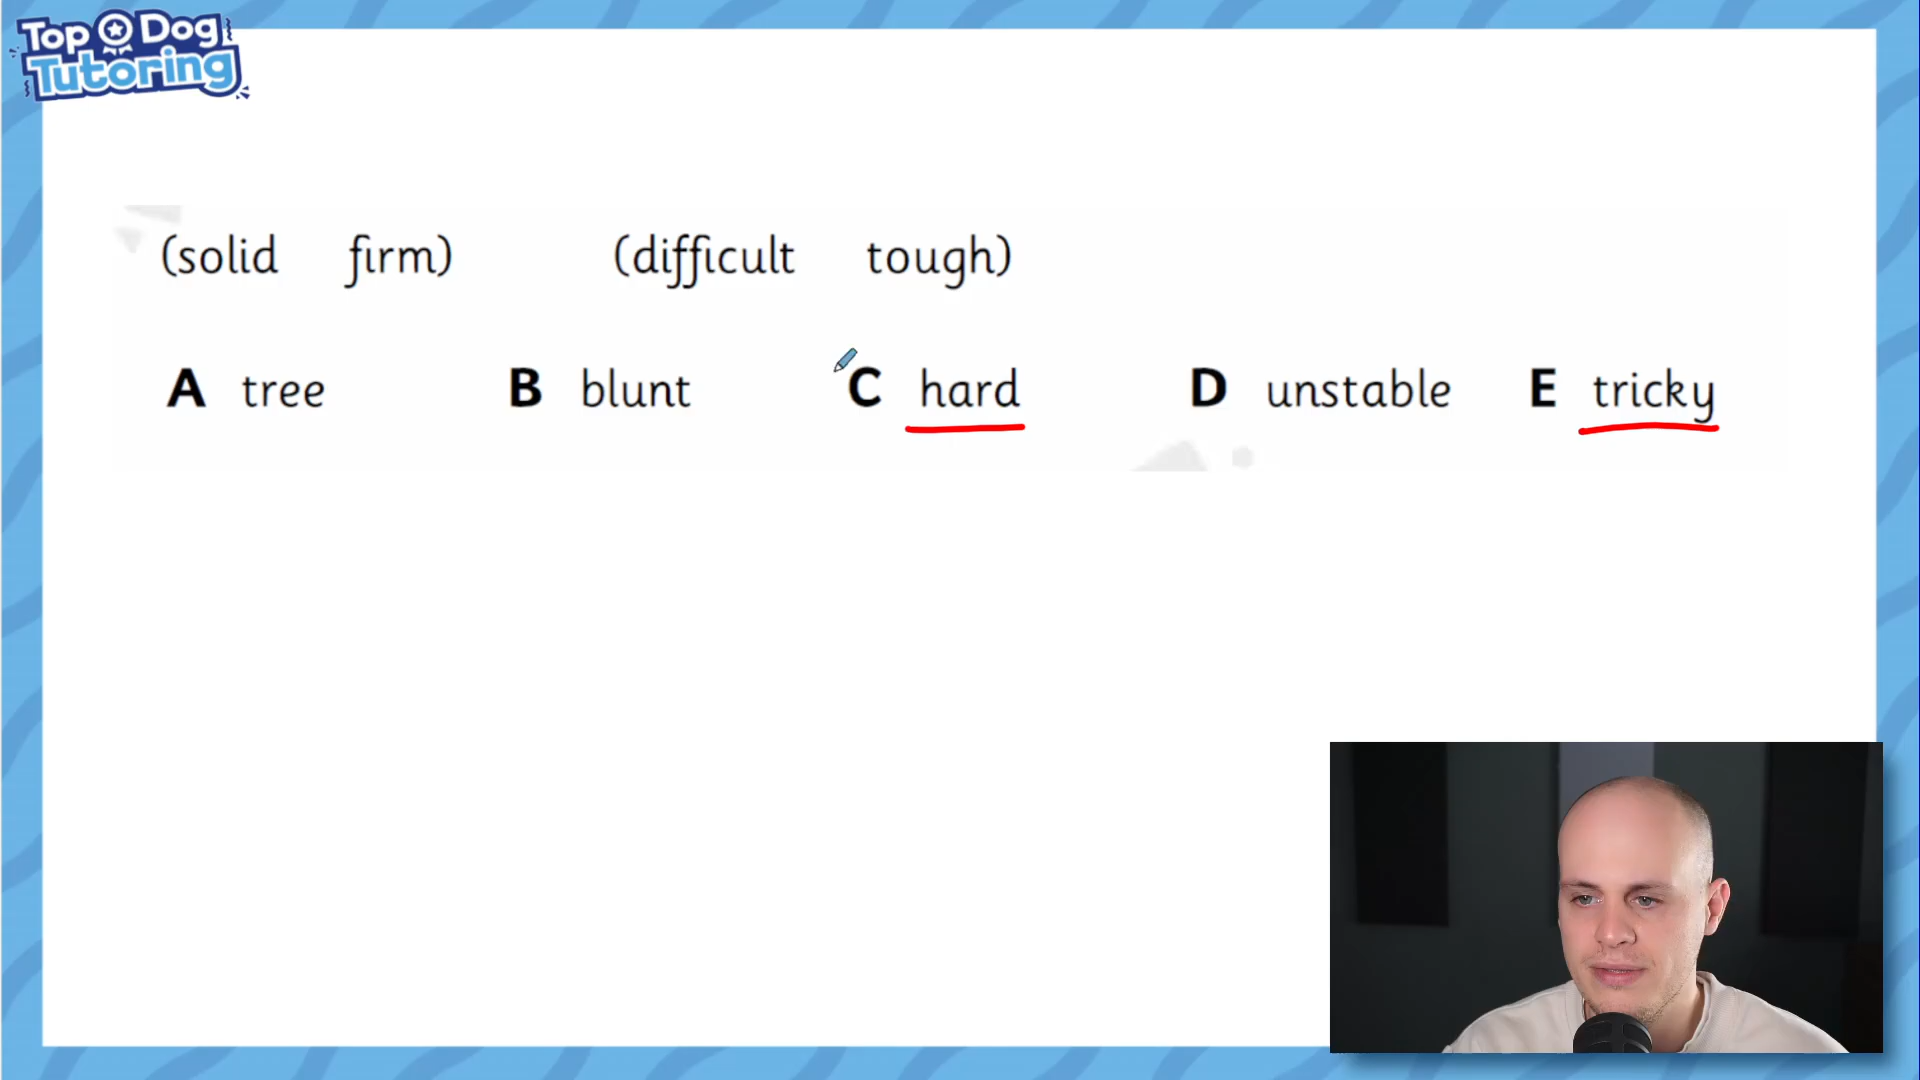 Top Dog
Tutoring
(solid firm) (difficult tough)
A tree B blunt C hard D unstable E tricky